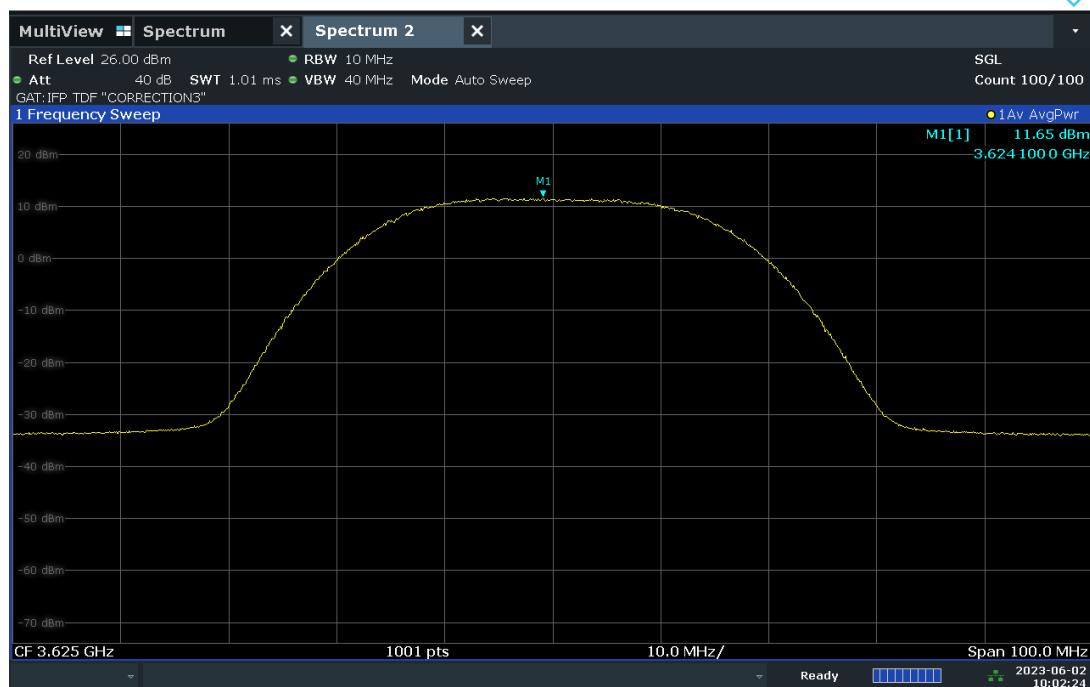 MultiView Spectrum X Spectrum 2 X
Ref Level 26.00 dBm RBW 10 MHz SGL
Att 40 dB SWT 1.01 ms VBW 40 MHz Mode Auto Sweep Count 100/100
GAT:IFP TDF "CORRECTION3"
1 Frequency Sweep 1Av AvgPwr
M1[1] 11.65 dBm
3.624 100 0 GHz
20 dBm
M1
10 dBm
0 dBm
-10 dBm
-20 dBm
-30 dBm
-40 dBm
-50 dBm
-60 dBm
-70 dBm
CF 3.625 GHz 1001 pts 10.0 MHz/ Span 100.0 MHz
Ready 2023-06-02
10:02:24